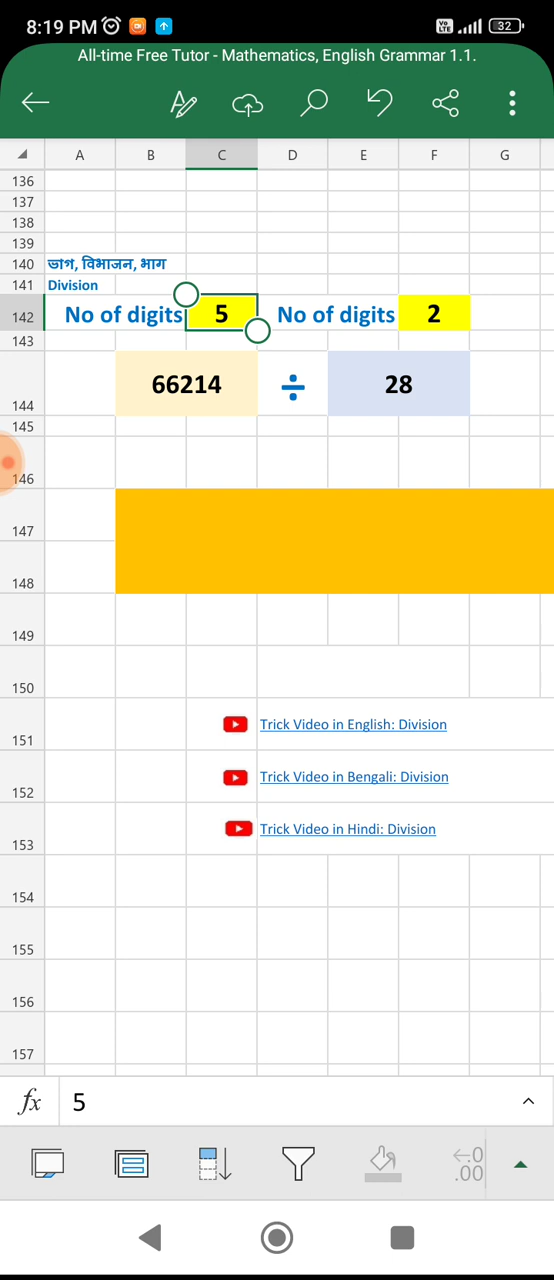 8:19 PM
Vo LTE 32
All-time Free Tutor - Mathematics, English Grammar 1.1.
A B C D E F G
136
137
138
139
140 ভাগ, विभाजन, भाग
141 Division
142 No of digits 5 No of digits 2
143
144 66214 ÷ 28
145
146
147
148
149
150
151 Trick Video in English: Division
152 Trick Video in Bengali: Division
153 Trick Video in Hindi: Division
154
155
156
157
fx 5
←.0
.00